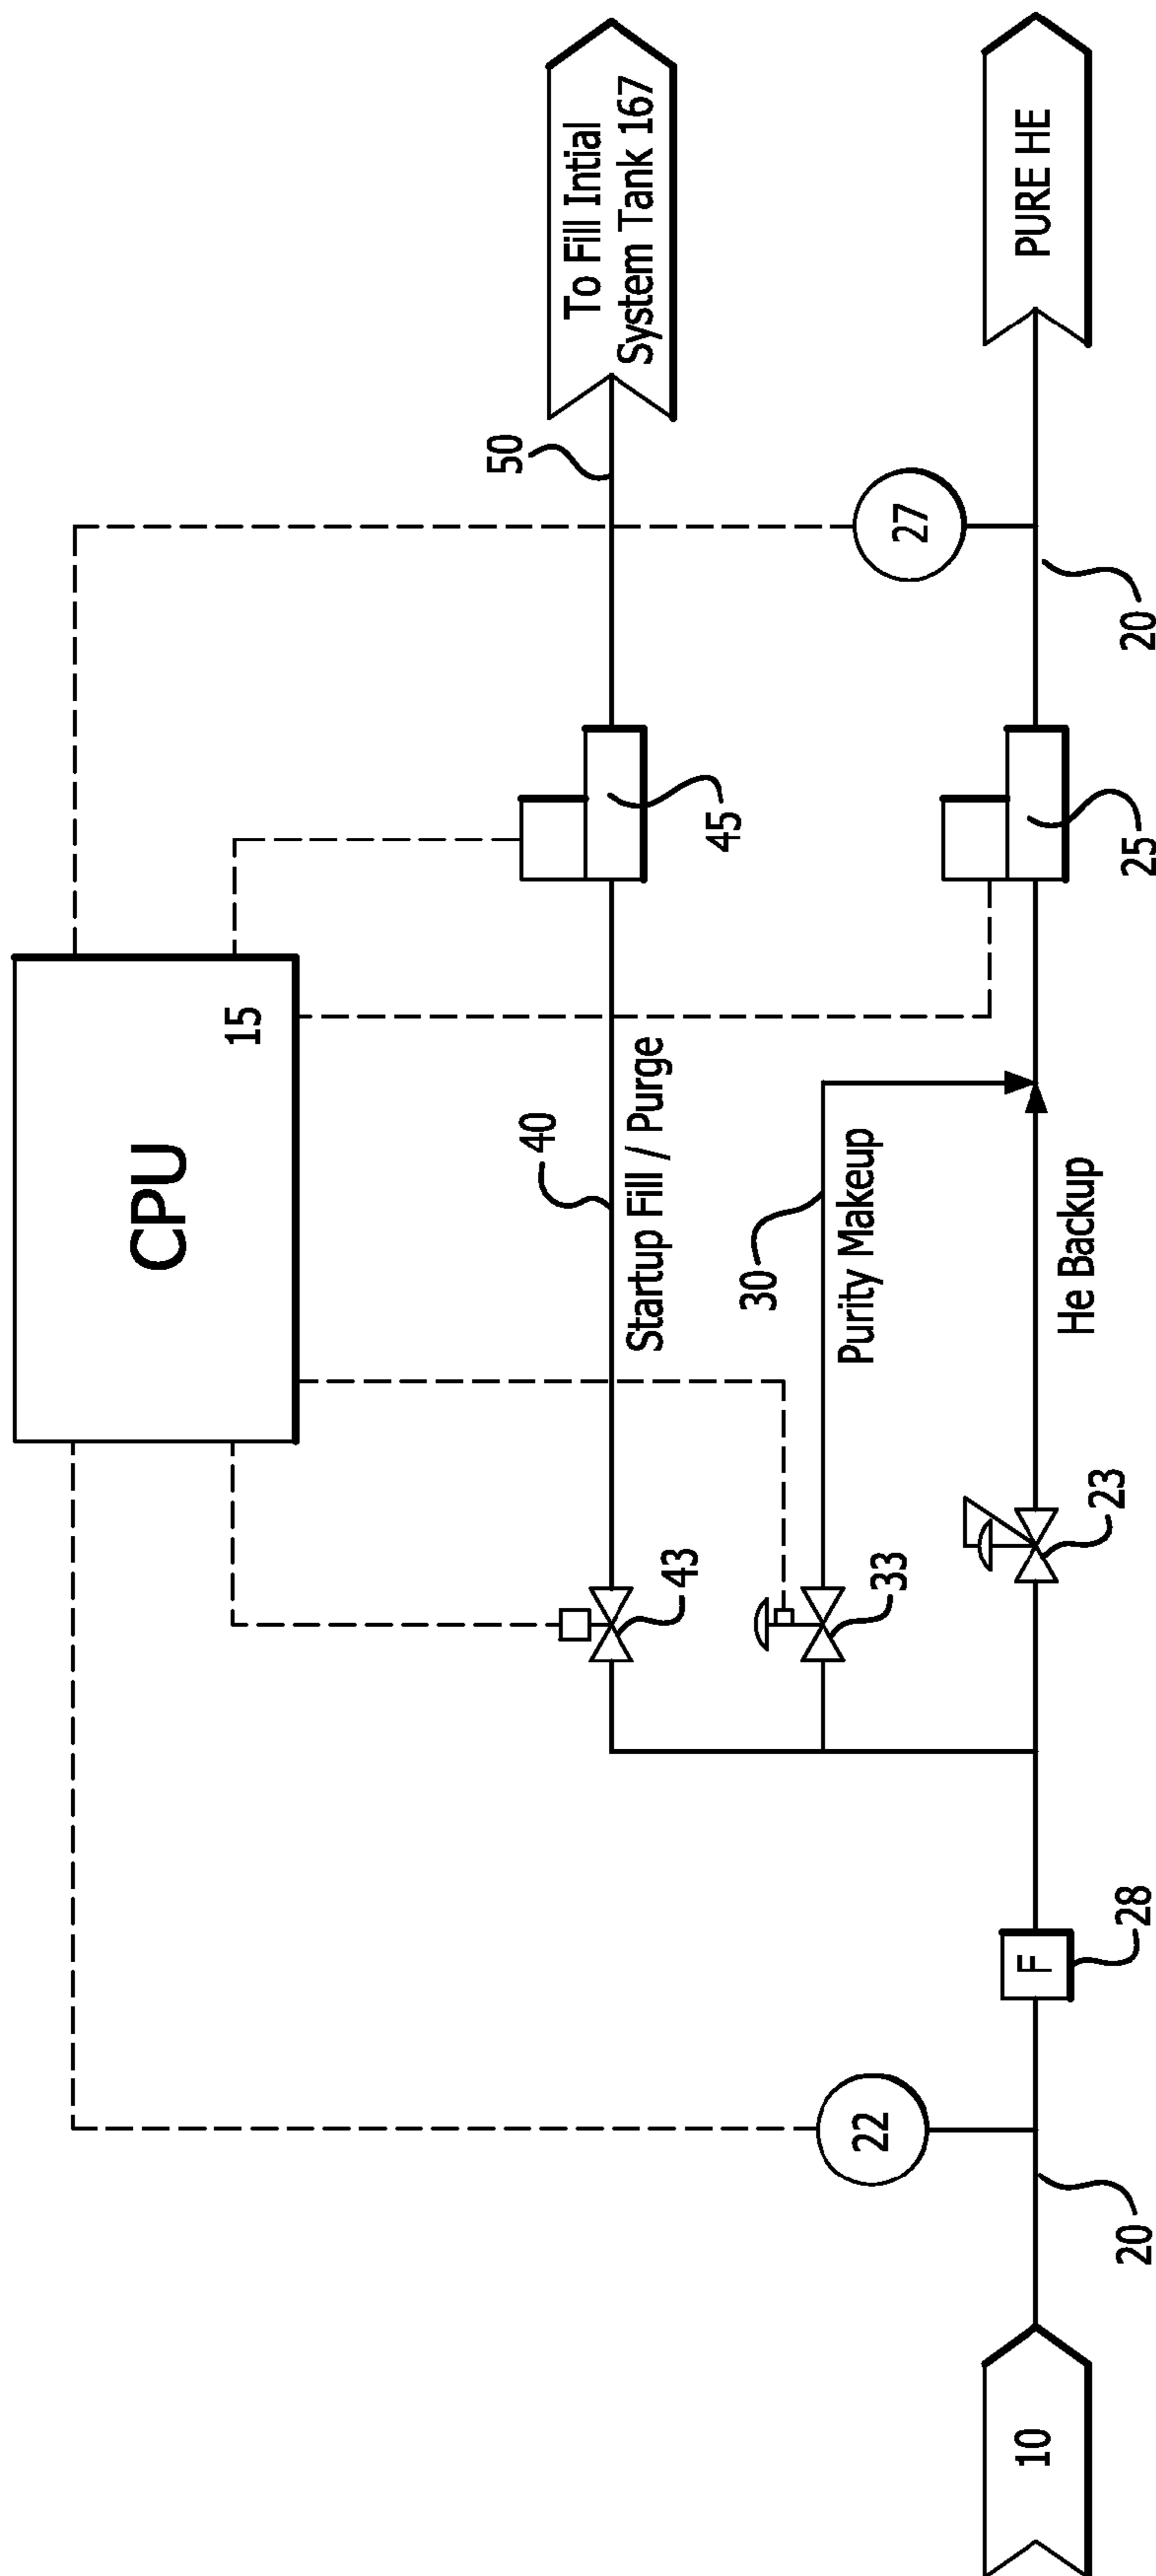 CPU
15
To Fill Intial
System Tank 167
50
40
Startup Fill / Purge
45
43
30
Purity Makeup
33
27
22
PURE HE
20
25
He Backup
23
F
28
20
10